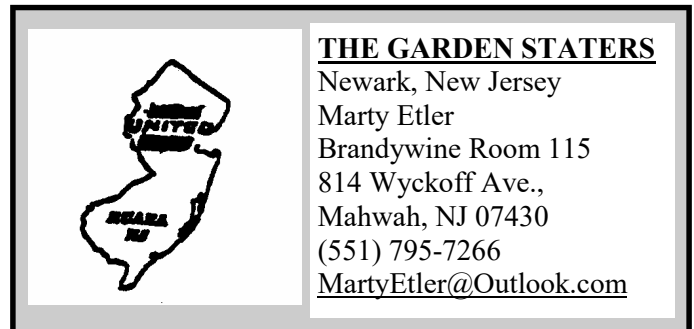 UNITED
NJ
THE GARDEN STATERS
Newark, New Jersey
Marty Etler
Brandywine Room 115
814 Wyckoff Ave.,
Mahwah, NJ 07430
(551) 795-7266
MartyEtler@Outlook.com